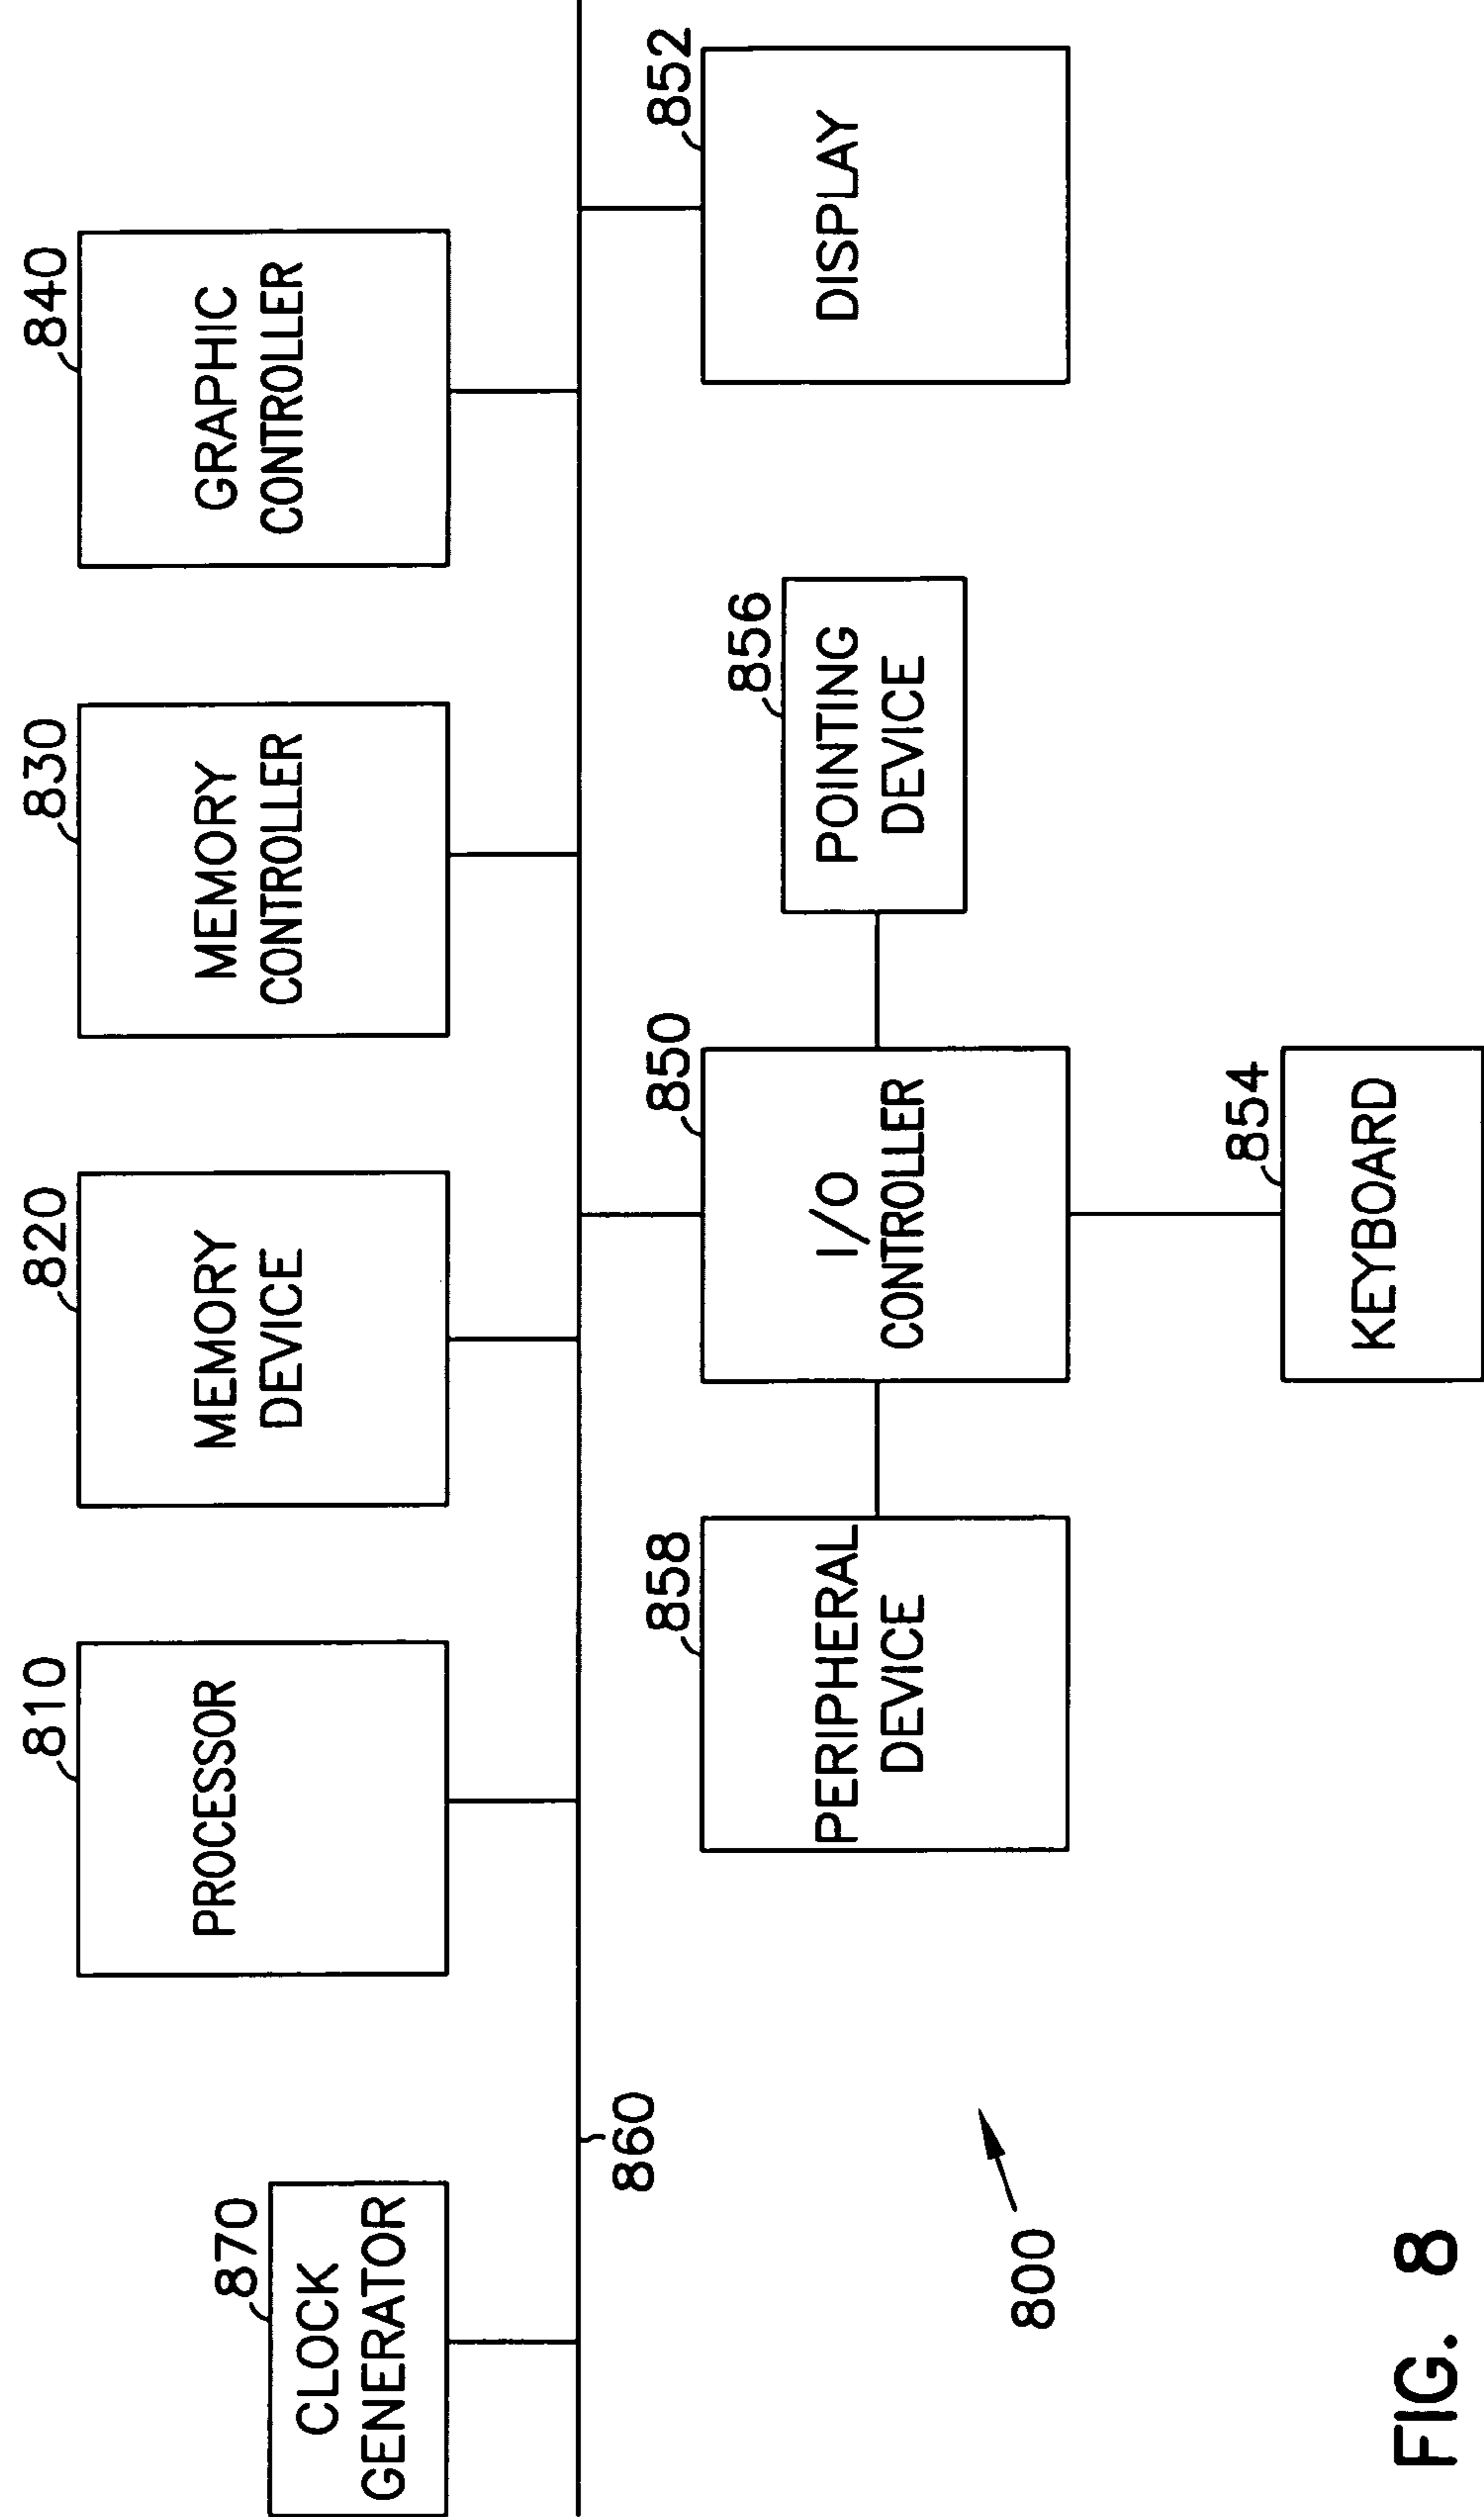 870
CLOCK
GENERATOR
810
PROCESSOR
820
MEMORY
DEVICE
830
MEMORY
CONTROLLER
840
GRAPHIC
CONTROLLER
860
858
PERIPHERAL
DEVICE
850
I/O
CONTROLLER
856
POINTING
DEVICE
852
DISPLAY
800
854
KEYBOARD
FIG. 8